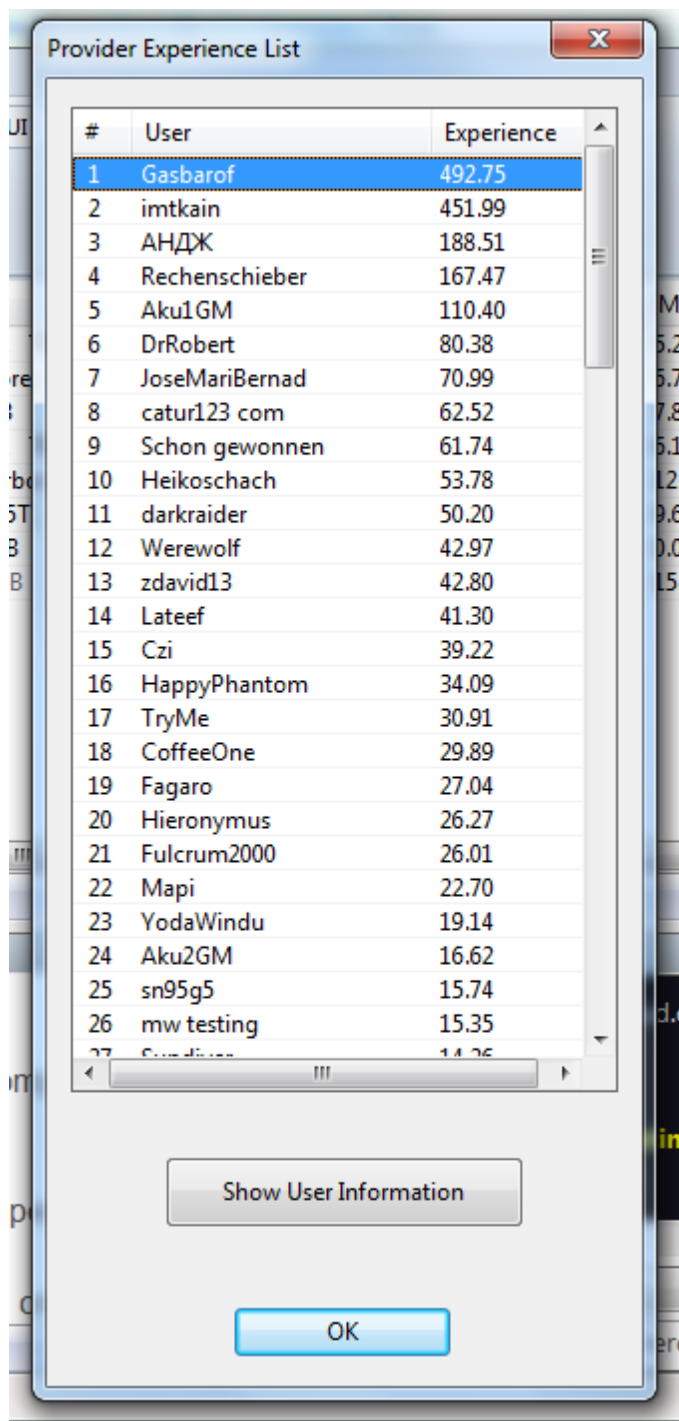 Provider Experience List
# User Experience
1 Gasbarof 492.75
2 imtkain 451.99
3 АНДЖ 188.51
4 Rechenschieber 167.47
5 Aku1GM 110.40
6 DrRobert 80.38
7 JoseMariBernad 70.99
8 catur123 com 62.52
9 Schon gewonnen 61.74
10 Heikoschach 53.78
11 darkraider 50.20
12 Werewolf 42.97
13 zdavid13 42.80
14 Lateef 41.30
15 Czi 39.22
16 HappyPhantom 34.09
17 TryMe 30.91
18 CoffeeOne 29.89
19 Fagaro 27.04
20 Hieronymus 26.27
21 Fulcrum2000 26.01
22 Mapi 22.70
23 YodaWindu 19.14
24 Aku2GM 16.62
25 sn95g5 15.74
26 mw testing 15.35
Show User Information
OK